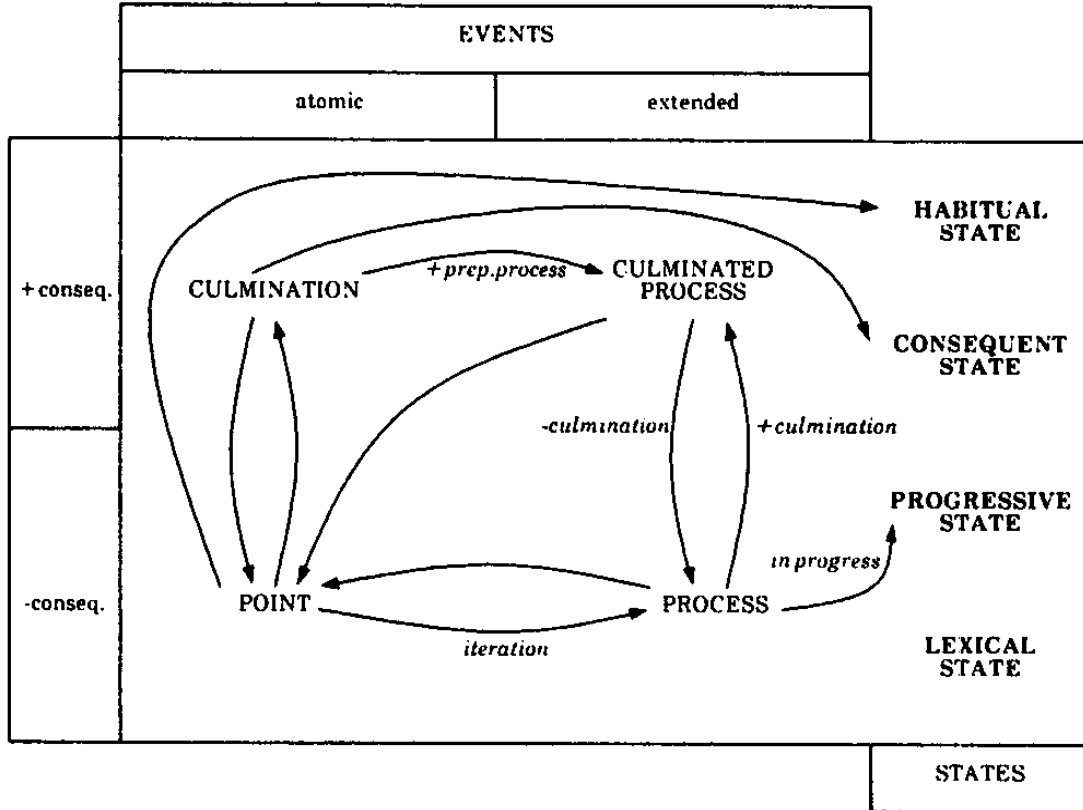 EVENTS
atomic
extended
HABITUAL
STATE
+prep.process
CULMINATED
PROCESS
CULMINATION
+conseq.
CONSEQUENT
STATE
-culmination
+culmination
PROGRESSIVE
STATE
in progress
-conseq.
POINT
PROCESS
iteration
LEXICAL
STATE
STATES